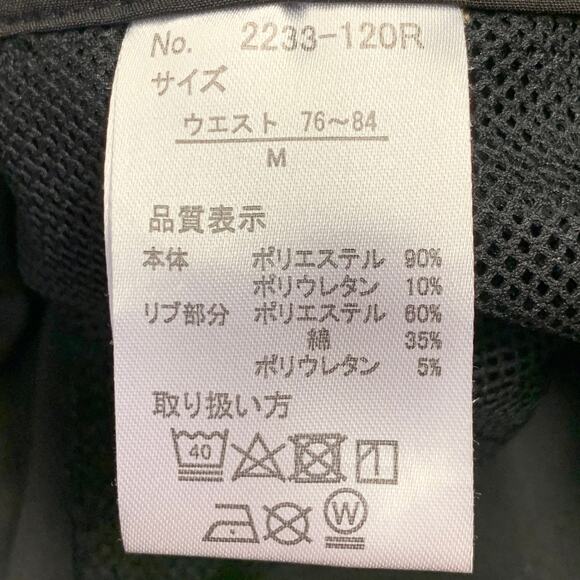 No. 2233-120R
サイズ
ウエスト 76〜84
M
品質表示
本体 ポリエステル 90%
ポリウレタン 10%
リブ部分 ポリエステル 60%
綿 35%
ポリウレタン 5%
取り扱い方
40
W